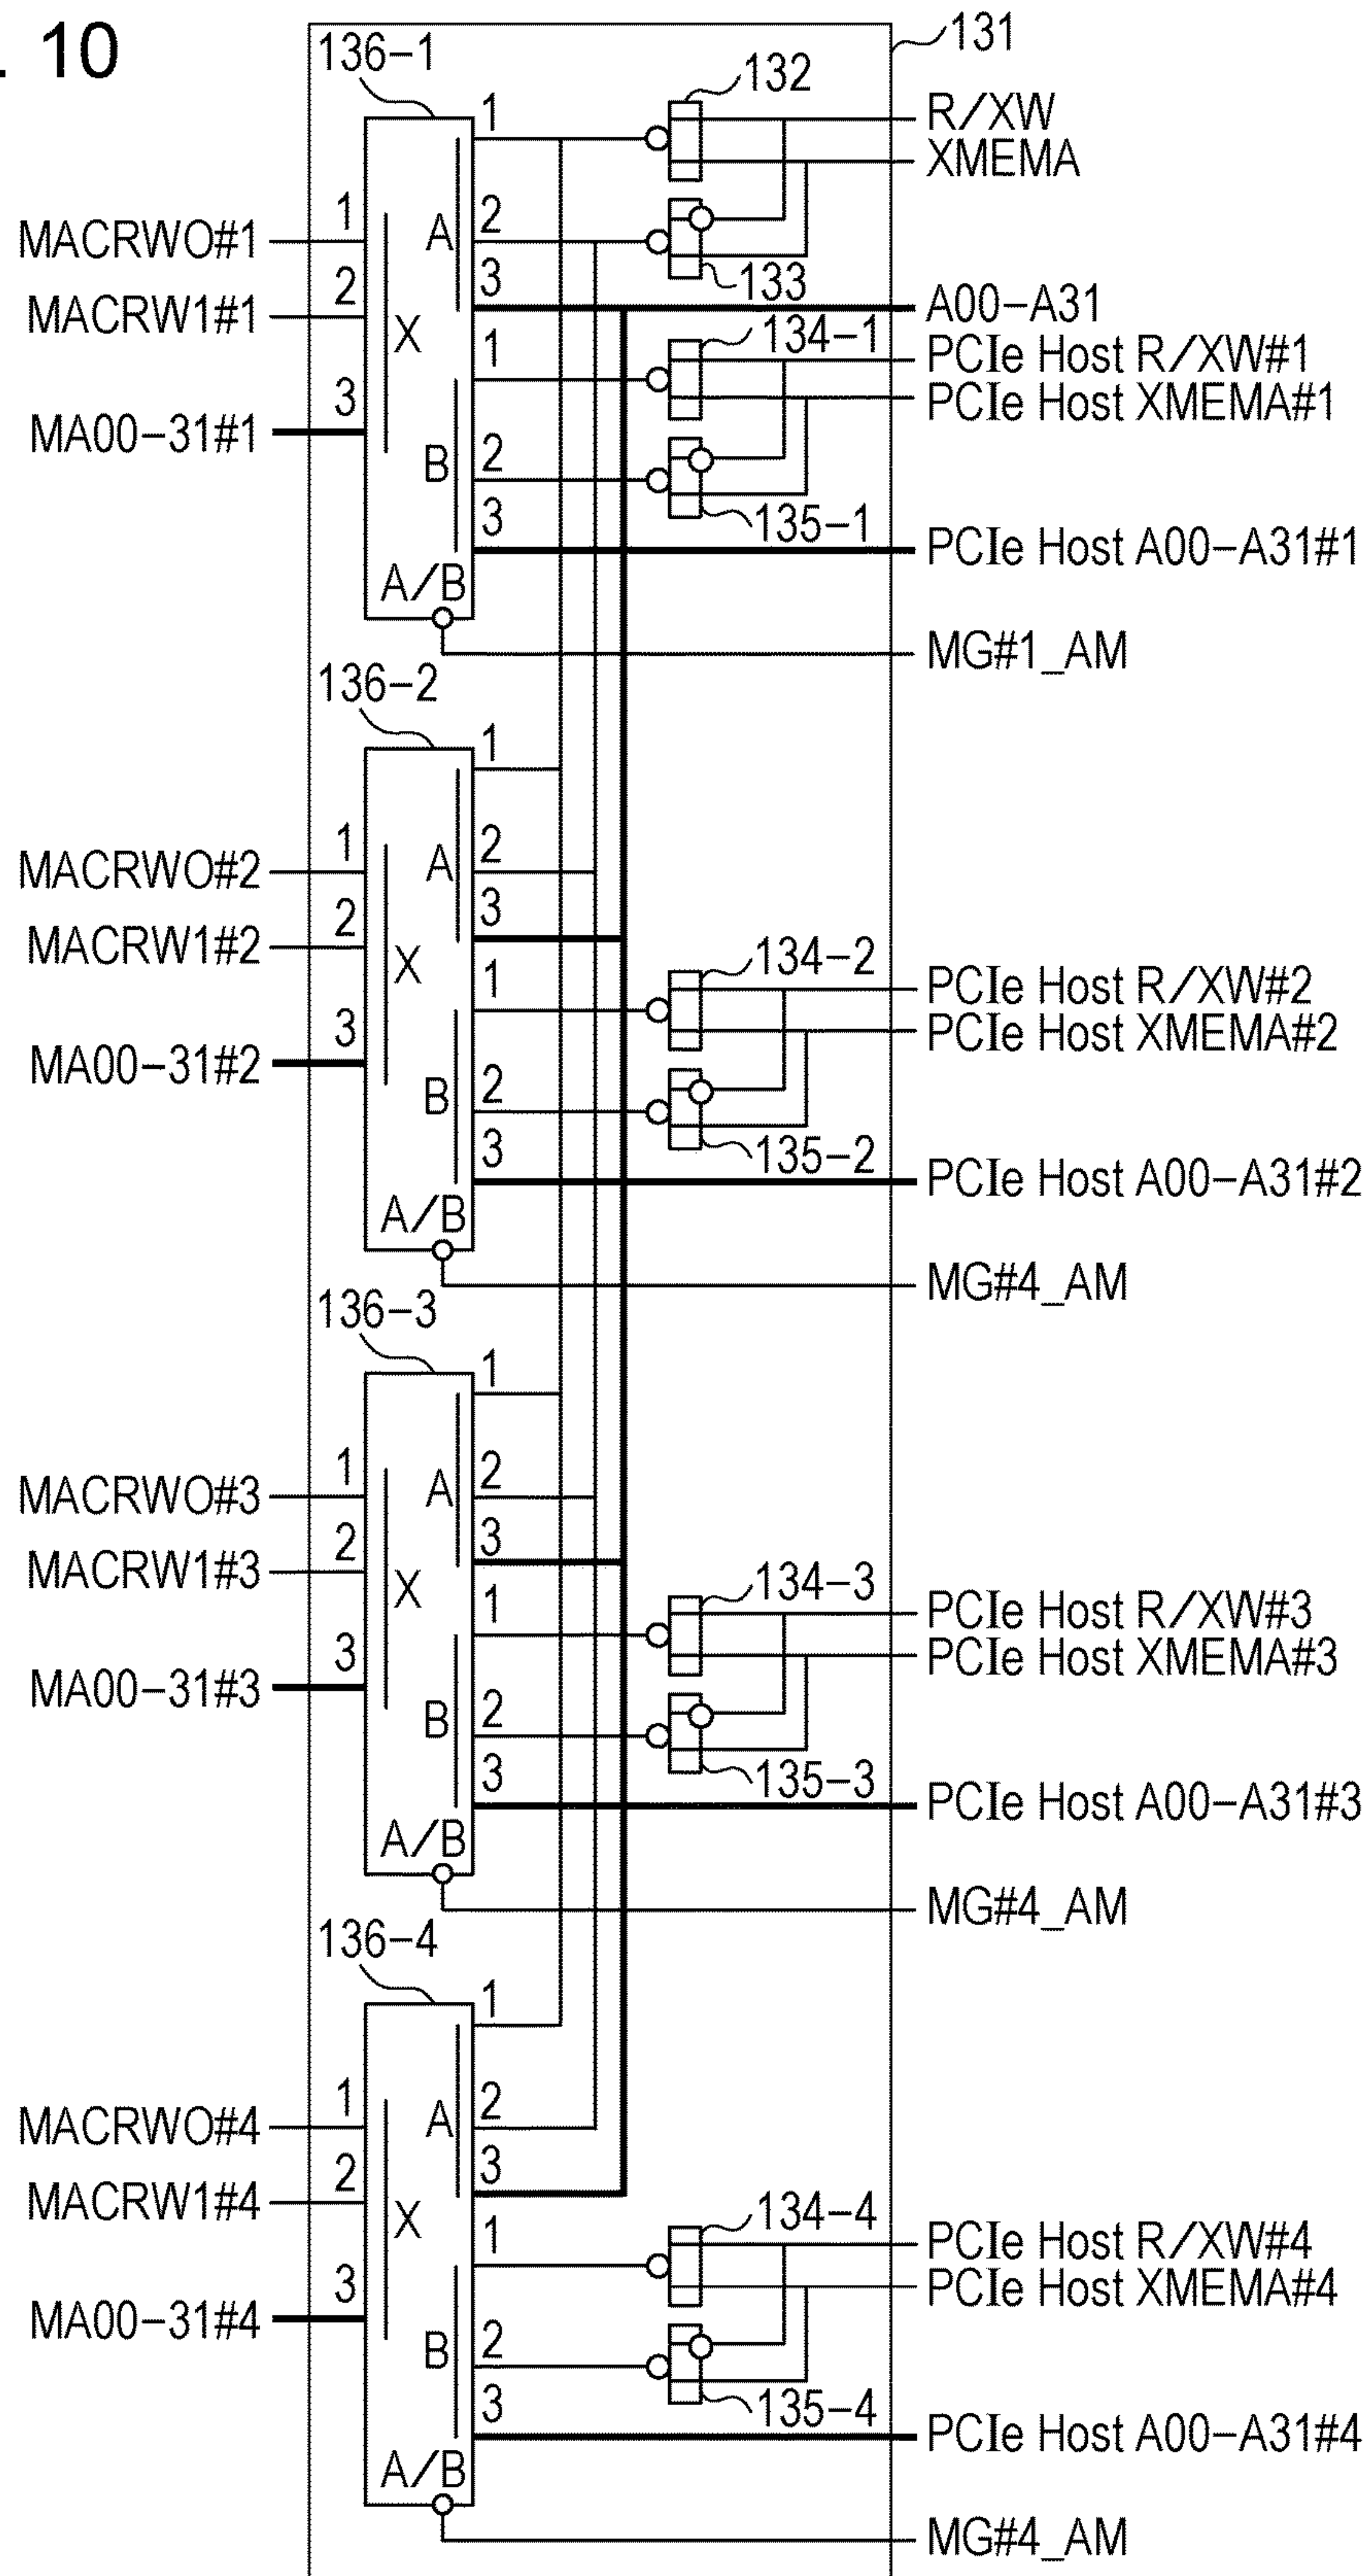 . 10
131
136-1
132
1
R/XW
XMEMA
MACRWO#1
1
A
2
133
2
3
A00-A31
MACRW1#1
X
1
134-1
PCIe Host R/XW#1
PCIe Host XMEMA#1
MA00-31#1
3
B
2
3
135-1
PCIe Host A00-A31#1
A/B
MG#1_AM
136-2
1
MACRWO#2
1
A
2
2
3
MACRW1#2
X
1
134-2
PCIe Host R/XW#2
PCIe Host XMEMA#2
MA00-31#2
3
B
2
3
135-2
PCIe Host A00-A31#2
A/B
MG#4_AM
136-3
1
MACRWO#3
1
A
2
2
3
MACRW1#3
X
1
134-3
PCIe Host R/XW#3
PCIe Host XMEMA#3
MA00-31#3
3
B
2
3
135-3
PCIe Host A00-A31#3
A/B
MG#4_AM
136-4
1
MACRWO#4
1
A
2
2
3
MACRW1#4
X
1
134-4
PCIe Host R/XW#4
PCIe Host XMEMA#4
MA00-31#4
3
B
2
3
135-4
PCIe Host A00-A31#4
A/B
MG#4_AM